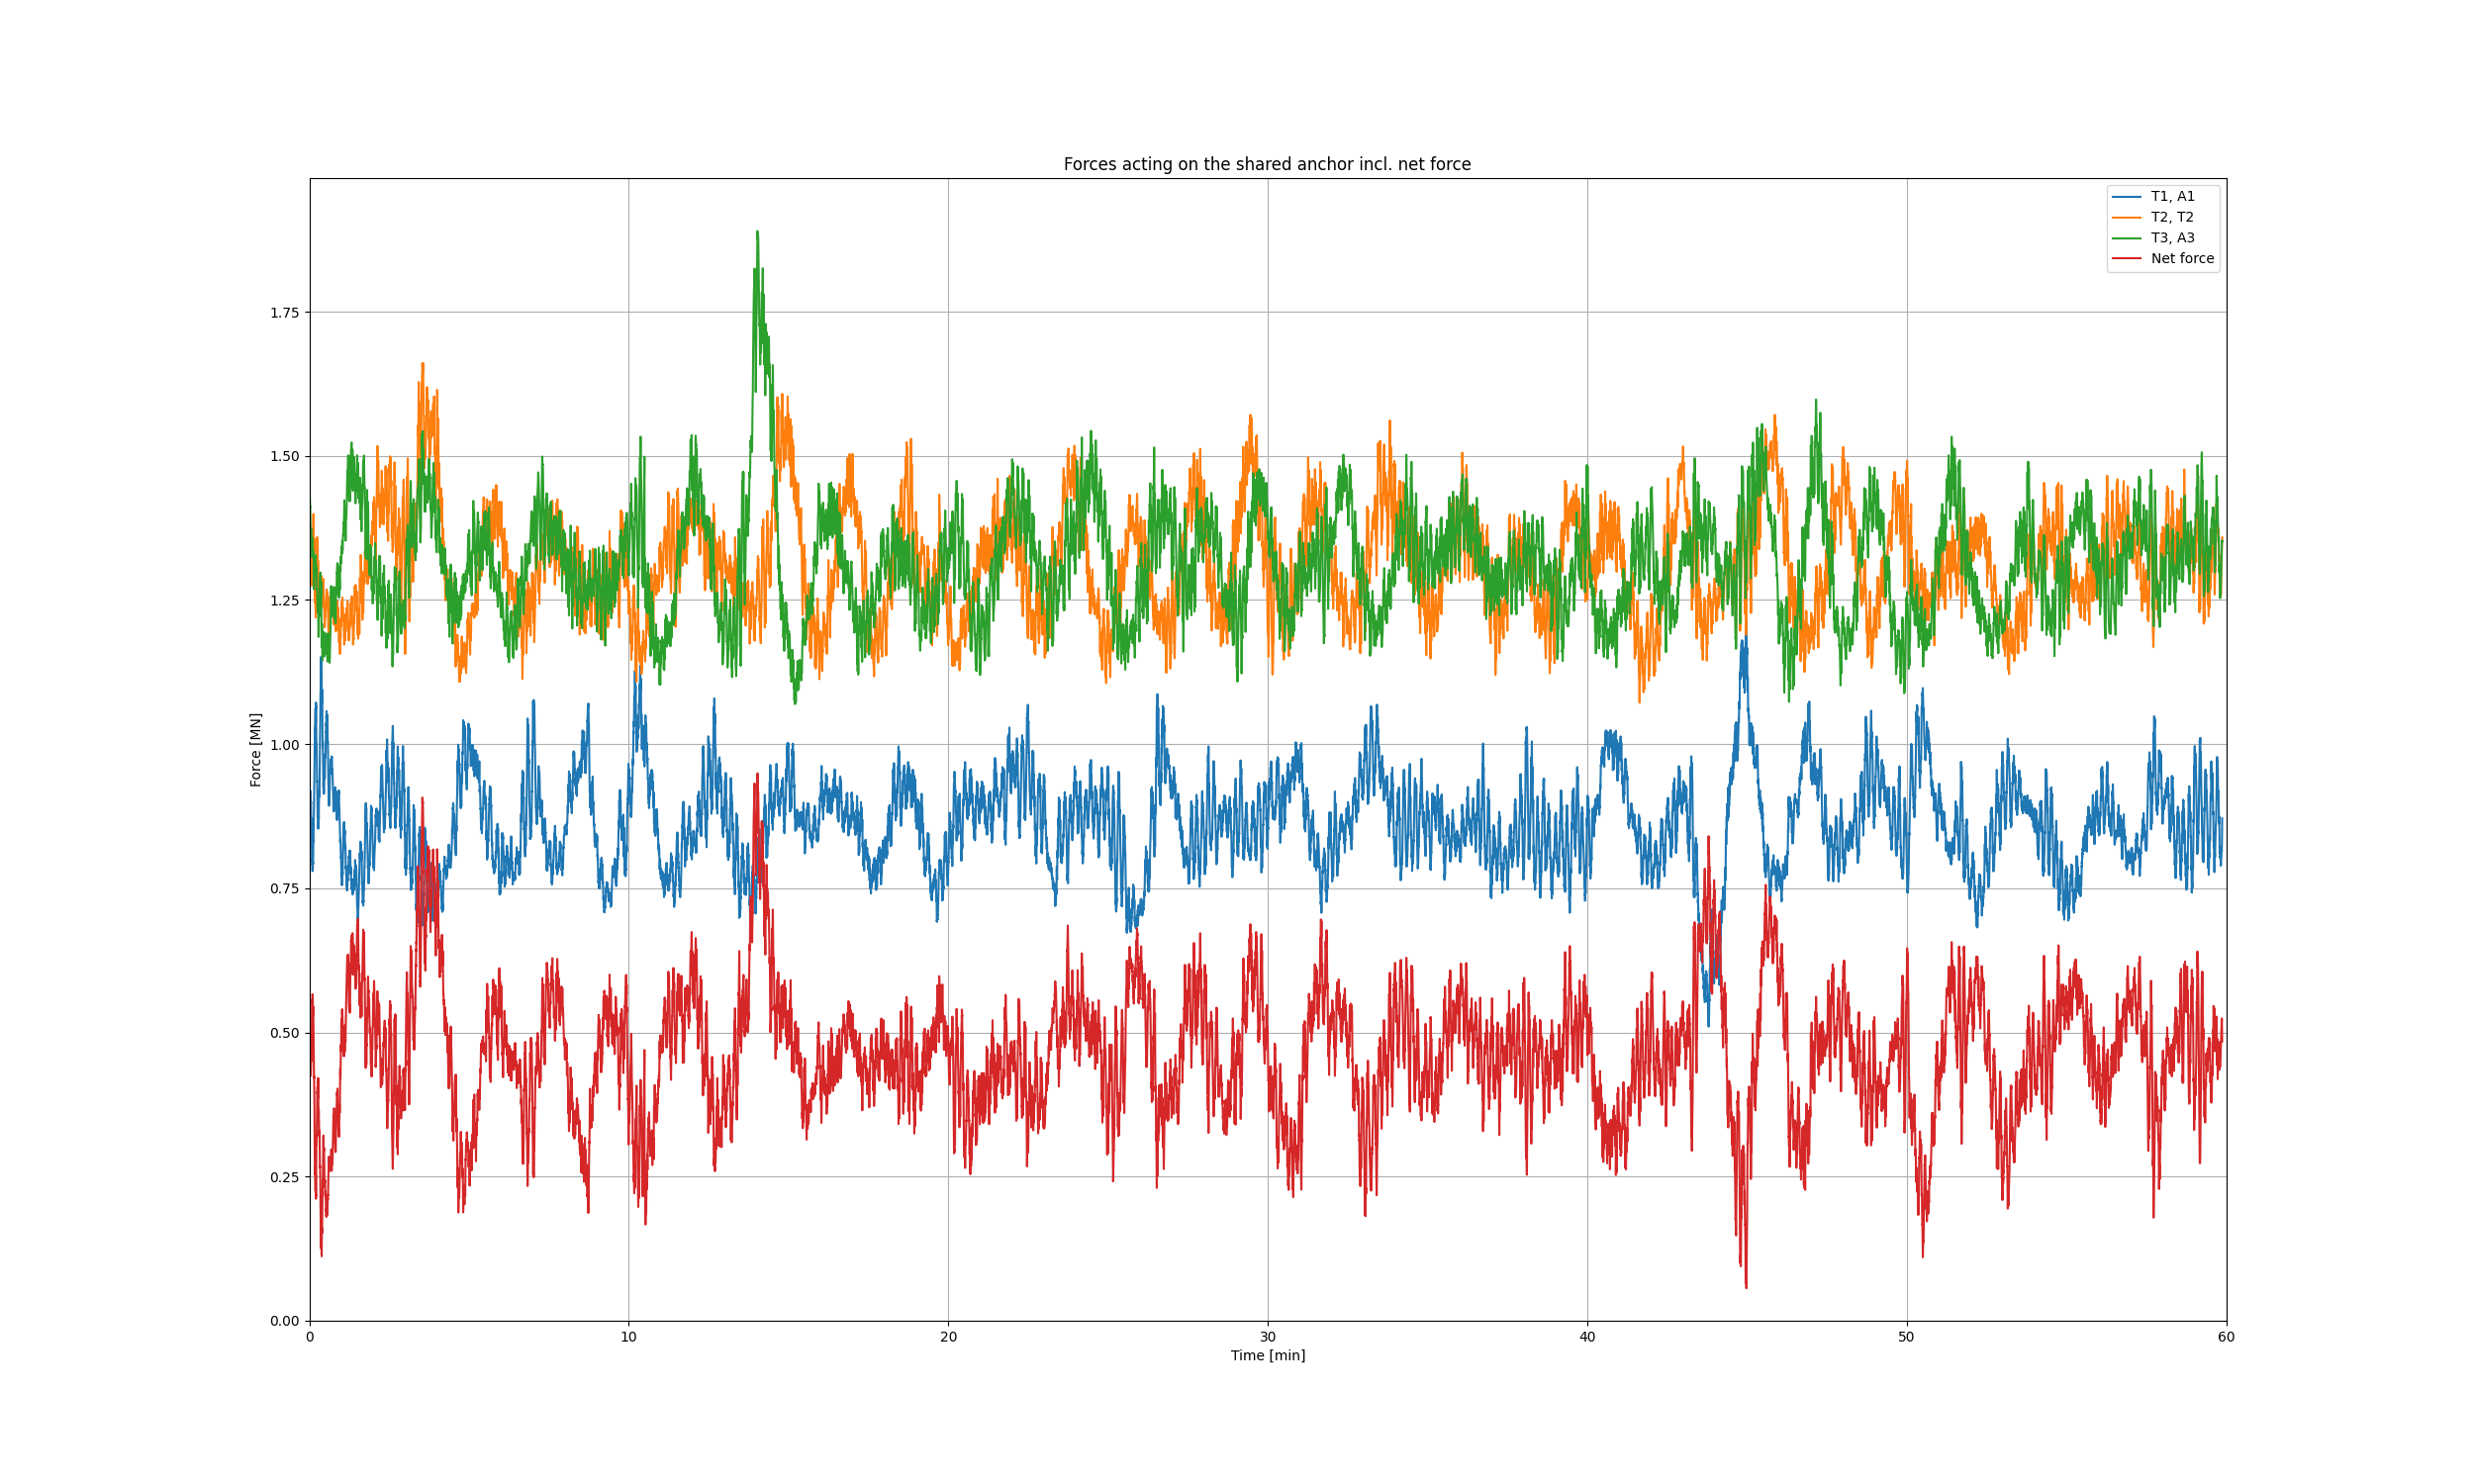 Forces acting on the shared anchor incl. net force
T1, A1
T2, T2
T3, A3
Net force
Force [MN]
1.75
1.50
1.25
1.00
0.75
0.50
0.25
0.00
0 10 20 30 40 50 60
Time [min]